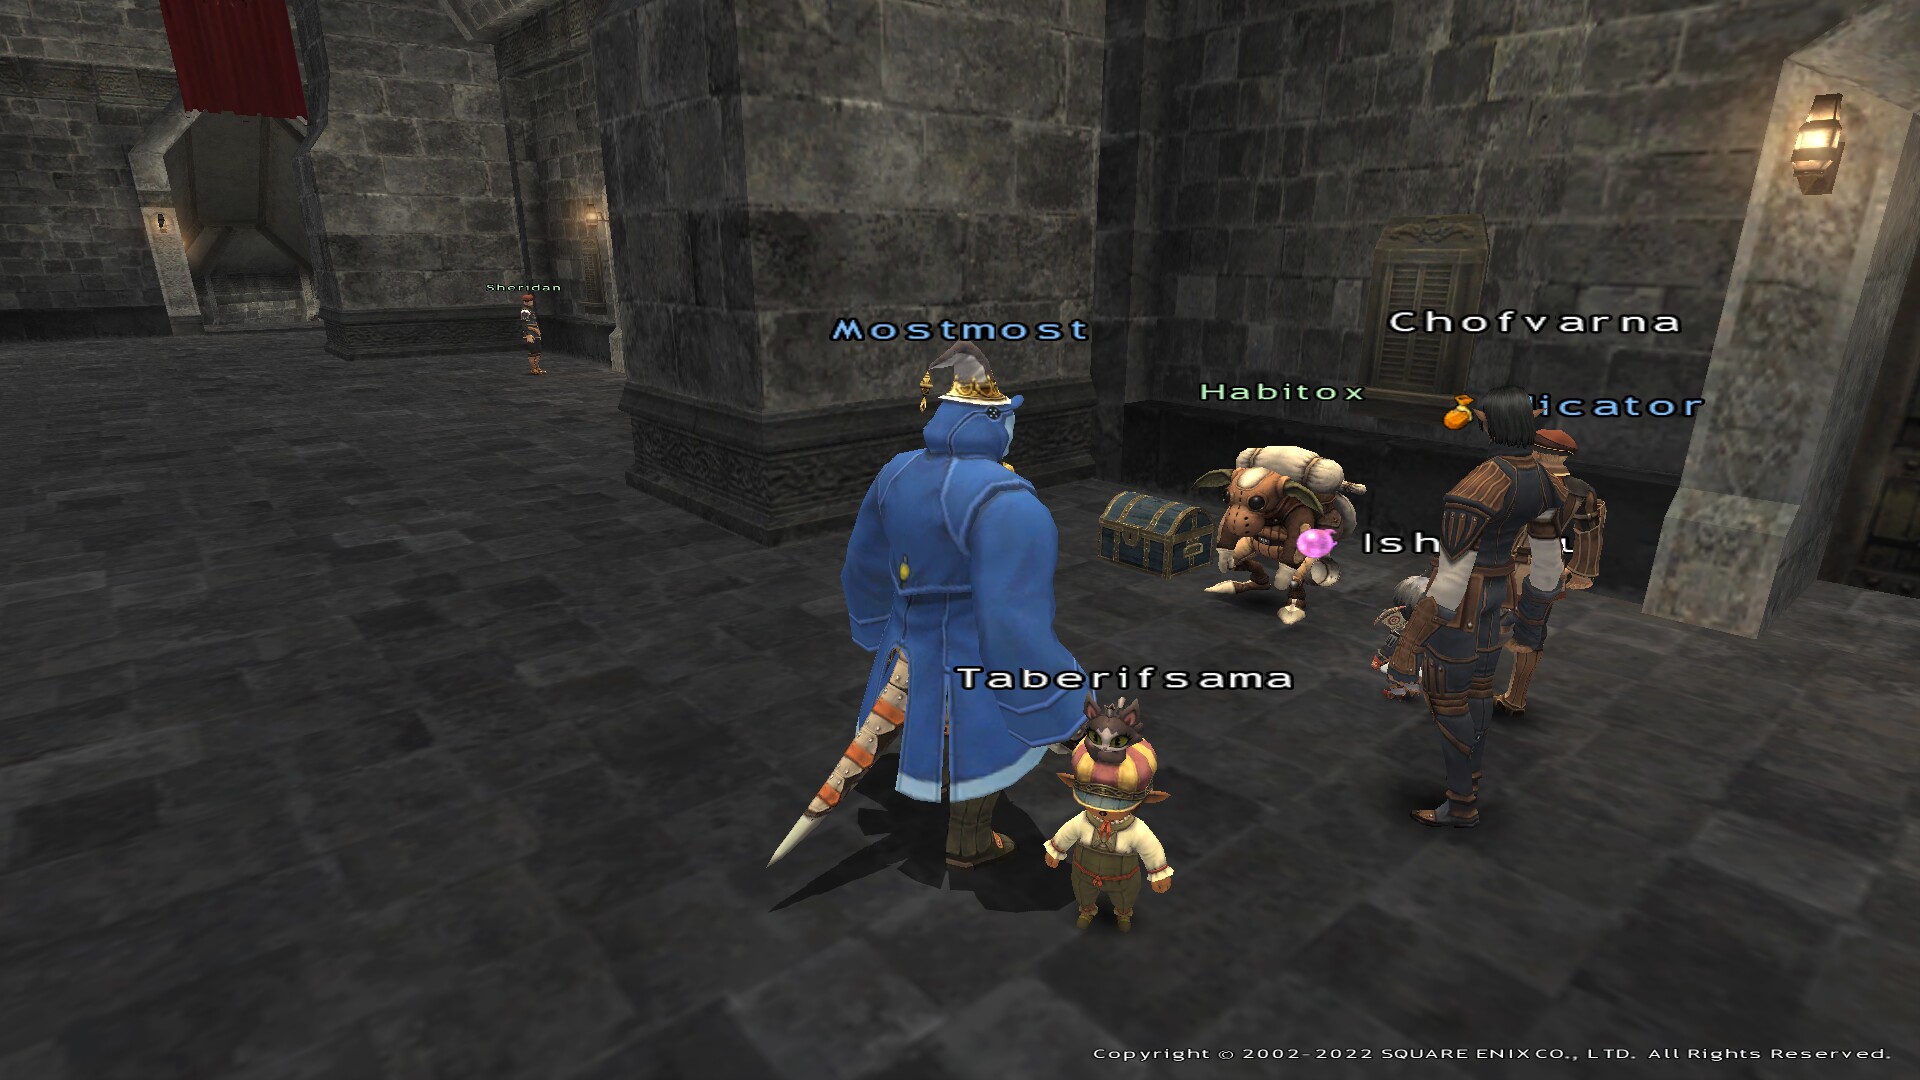 Sheridan
Mostmost
Chofvarna
Habitox
Taberifsama
Copyright © 2002-2022 SQUARE ENIX CO., LTD. All Rights Reserved.